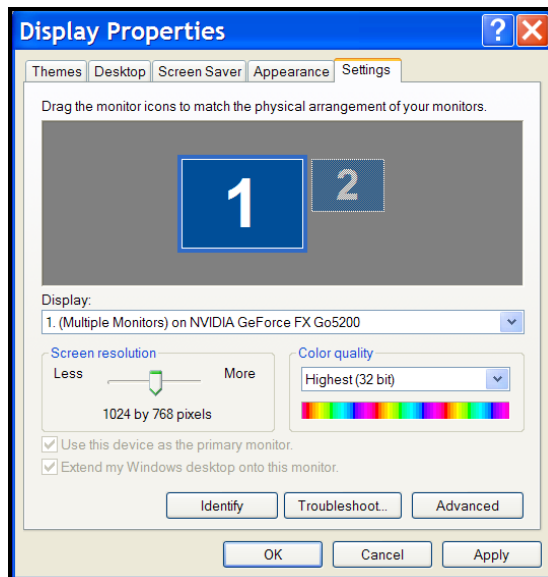 Display Properties
?
Themes Desktop Screen Saver Appearance Settings
Drag the monitor icons to match the physical arrangement of your monitors.
1 2
Display:
1. (Multiple Monitors) on NVIDIA GeForce FX Go5200
Screen resolution
Less More
1024 by 768 pixels
Color quality
Highest (32 bit)
Use this device as the primary monitor.
Extend my Windows desktop onto this monitor.
Identify Troubleshoot... Advanced
OK Cancel Apply